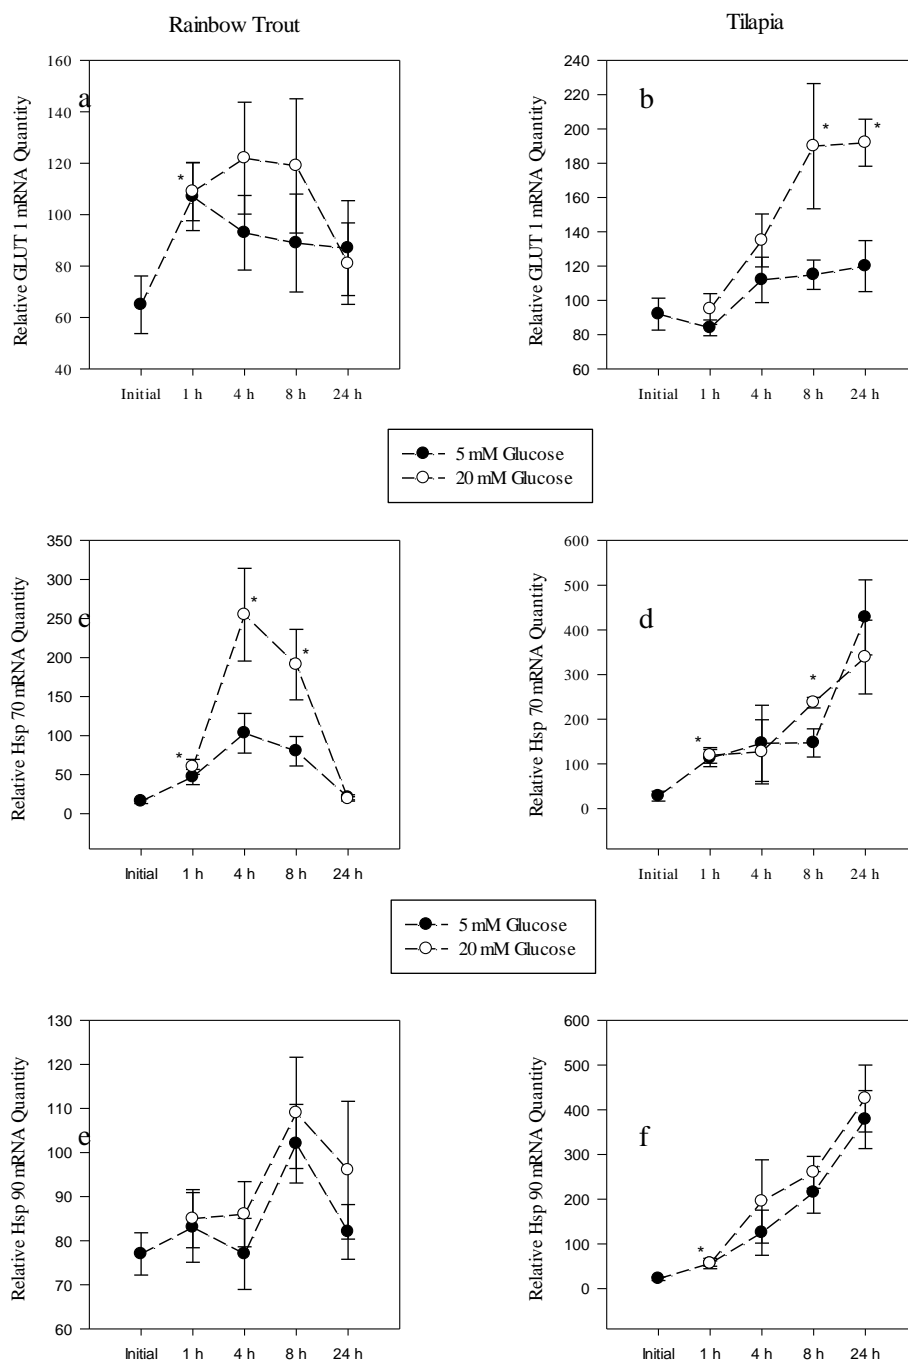 Rainbow Trout
Tilapia
Relative GLUT 1 mRNA Quantity
160
140
120
100
80
60
40
a
*
Initial 1 h 4 h 8 h 24 h
Relative GLUT 1 mRNA Quantity
240
220
200
180
160
140
120
100
80
60
b
* *
Initial 1 h 4 h 8 h 24 h
5 mM Glucose
20 mM Glucose
Relative Hsp 70 mRNA Quantity
350
300
250
200
150
100
50
0
c
* * *
Initial 1 h 4 h 8 h 24 h
Relative Hsp 70 mRNA Quantity
600
500
400
300
200
100
0
d
* *
Initial 1 h 4 h 8 h 24 h
5 mM Glucose
20 mM Glucose
Relative Hsp 90 mRNA Quantity
130
120
110
100
90
80
70
60
e
Initial 1 h 4 h 8 h 24 h
Relative Hsp 90 mRNA Quantity
600
500
400
300
200
100
0
f
*
Initial 1 h 4 h 8 h 24 h